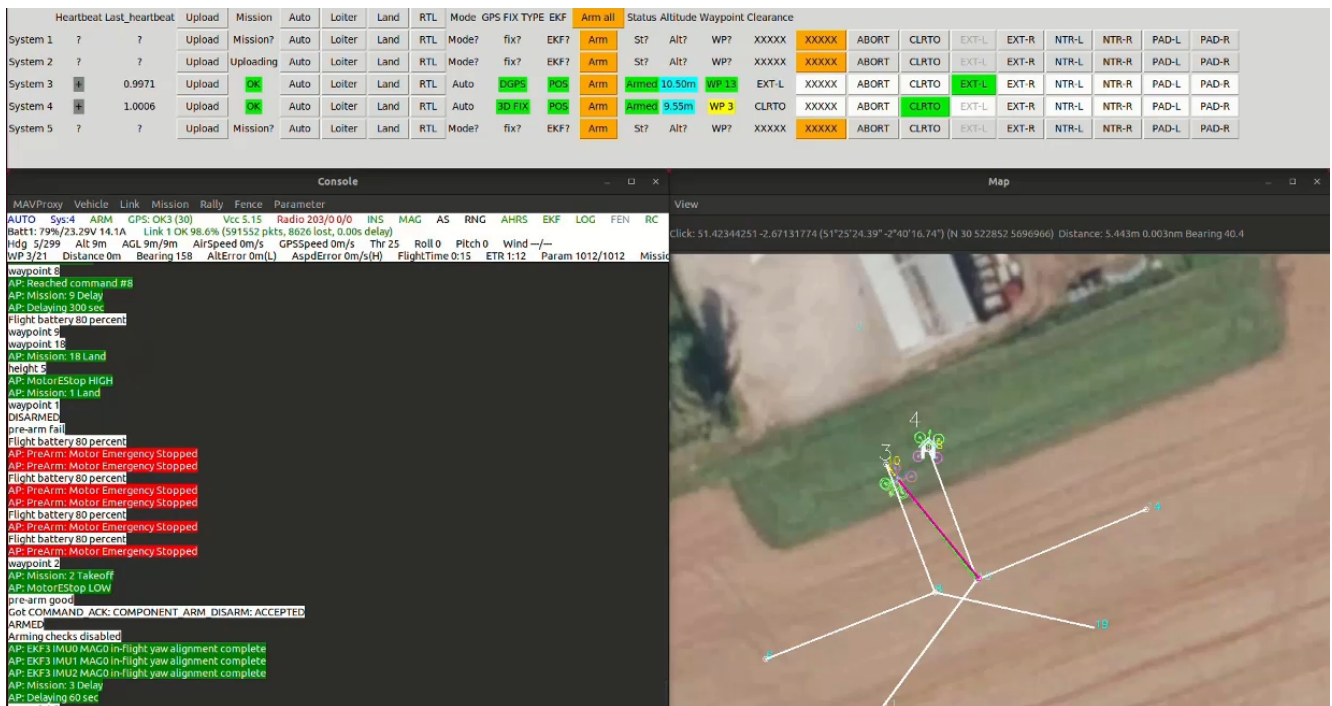 Heartbeat Last_heartbeat Upload Mission Auto Loiter Land RTL Mode GPS FIX TYPE EKF Arm all Status Altitude Waypoint Clearance
System 1 ? ? Upload Mission? Auto Loiter Land RTL Mode? fix? EKF? Arm St? Alt? WP? XXXXX XXXXX ABORT CLRTO EXT-L EXT-R NTR-L NTR-R PAD-L PAD-R
System 2 ? ? Upload Uploading Auto Loiter Land RTL Mode? fix? EKF? Arm St? Alt? WP? XXXXX XXXXX ABORT CLRTO EXT-L EXT-R NTR-L NTR-R PAD-L PAD-R
System 3 + 0.9971 Upload OK Auto Loiter Land RTL Auto DGPS POS Arm Armed 10.50m WP 13 EXT-L XXXXX ABORT CLRTO EXT-L EXT-R NTR-L NTR-R PAD-L PAD-R
System 4 + 1.0006 Upload OK Auto Loiter Land RTL Auto 3D FIX POS Arm Armed 9.55m WP 3 CLRTO XXXXX ABORT CLRTO EXT-L EXT-R NTR-L NTR-R PAD-L PAD-R
System 5 ? ? Upload Mission? Auto Loiter Land RTL Mode? fix? EKF? Arm St? Alt? WP? XXXXX XXXXX ABORT CLRTO EXT-L EXT-R NTR-L NTR-R PAD-L PAD-R
Console
MAVProxy Vehicle Link Mission Rally Fence Parameter
AUTO Sys:4 ARM GPS: OK3 (30) Vcc 5.15 Radio 203/0 0/0 INS MAG AS RNG AHRS EKF LOG FEN RC
Batt1: 79%/23.29V 14.1A Link 1 OK 98.6% (591552 pkts, 8626 lost, 0.00s delay)
Hdg 5/299 Alt 9m AGL 9m/9m AirSpeed 0m/s GPSSpeed 0m/s Thr 25 Roll 0 Pitch 0 Wind —/—
WP 3/21 Distance 0m Bearing 158 AltError 0m(L) AspdError 0m/s(H) FlightTime 0:15 ETR 1:12 Param 1012/1012 Missio
waypoint 8
AP: Reached command #8
AP: Mission: 9 Delay
AP: Delaying 300 sec
Flight battery 80 percent
waypoint 9
waypoint 18
AP: Mission: 18 Land
height 5
AP: MotorEStop HIGH
AP: Mission: 1 Land
waypoint 1
DISARMED
pre-arm fail
Flight battery 80 percent
AP: PreArm: Motor Emergency Stopped
AP: PreArm: Motor Emergency Stopped
Flight battery 80 percent
AP: PreArm: Motor Emergency Stopped
AP: PreArm: Motor Emergency Stopped
Flight battery 80 percent
AP: PreArm: Motor Emergency Stopped
Flight battery 80 percent
AP: PreArm: Motor Emergency Stopped
waypoint 2
AP: Mission: 2 Takeoff
AP: MotorEStop LOW
pre-arm good
Got COMMAND_ACK: COMPONENT_ARM_DISARM: ACCEPTED
ARMED
Arming checks disabled
AP: EKF3 IMU0 MAG0 in-flight yaw alignment complete
AP: EKF3 IMU1 MAG0 in-flight yaw alignment complete
AP: EKF3 IMU2 MAG0 in-flight yaw alignment complete
AP: Mission: 3 Delay
AP: Delaying 60 sec
Map
View
Click: 51.42344251 -2.67131774 (51°25'24.39" -2°40'16.74") (N 30 522852 5696966) Distance: 5.443m 0.003nm Bearing 40.4
4
3
4
19